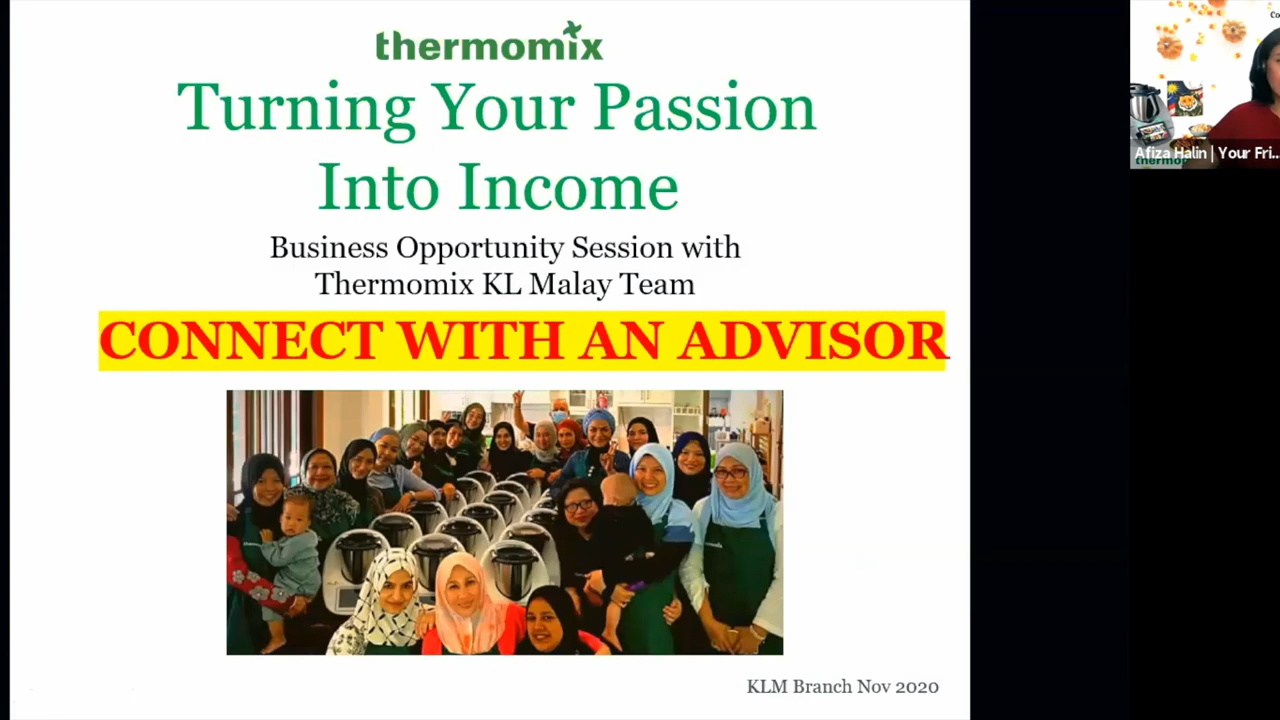 thermomix
Turning Your Passion
Into Income
Business Opportunity Session with
Thermomix KL Malay Team
CONNECT WITH AN ADVISOR
KLM Branch Nov 2020
Co
Afiza Halin | Your Fri...